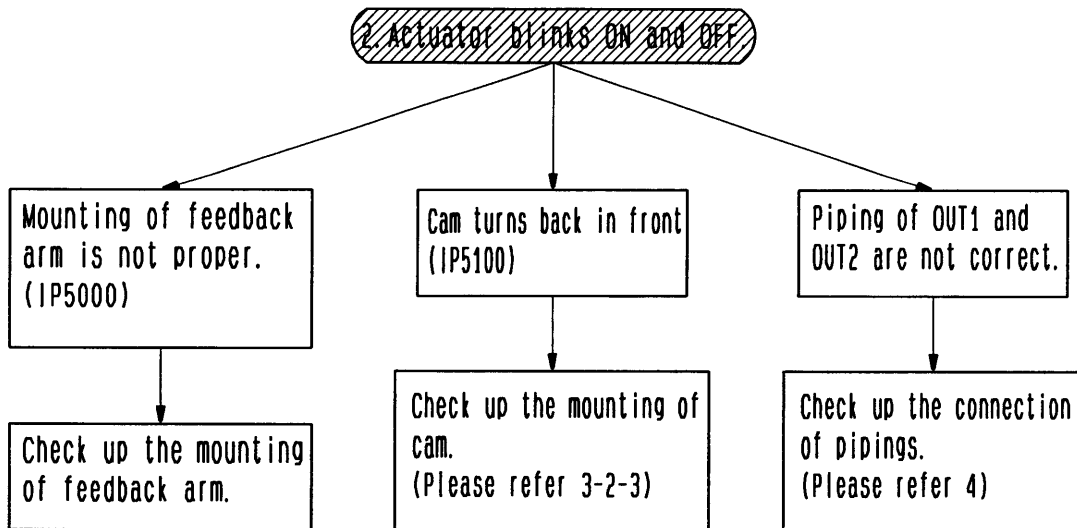 2. Actuator blinks ON and OFF.
Mounting of feedback
arm is not proper.
(IP5000)
Cam turns back in front
(IP5100)
Piping of OUT1 and
OUT2 are not correct.
Check up the mounting
of feedback arm.
Check up the mounting of
cam.
(Please refer 3-2-3)
Check up the connection
of pipings.
(Please refer 4)